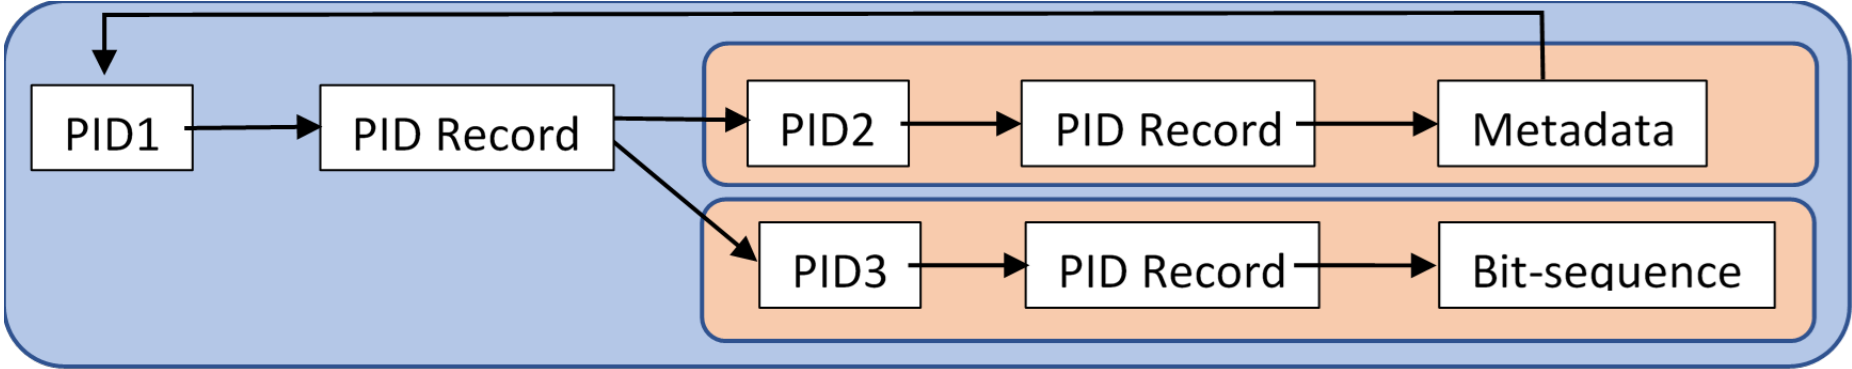 PID1
PID Record
PID2
PID Record
Metadata
PID3
PID Record
Bit-sequence